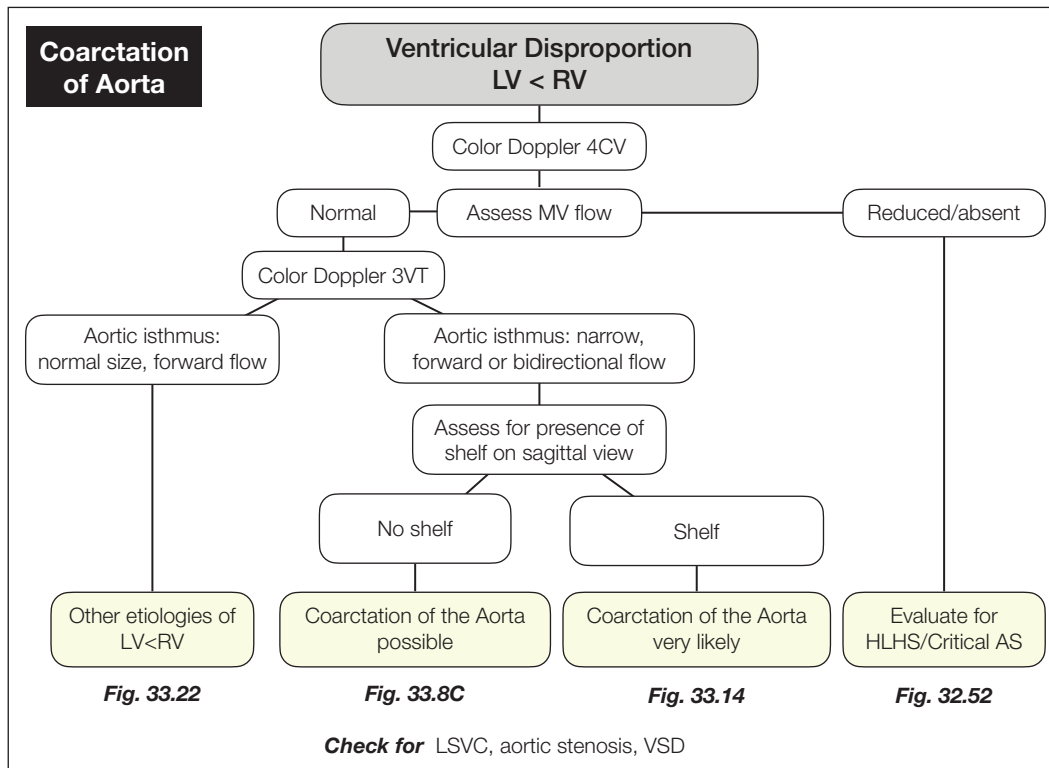 Coarctation
of Aorta
Ventricular Disproportion
LV < RV
Color Doppler 4CV
Normal
Assess MV flow
Reduced/absent
Color Doppler 3VT
Aortic isthmus:
normal size, forward flow
Aortic isthmus: narrow,
forward or bidirectional flow
Assess for presence of
shelf on sagittal view
No shelf
Shelf
Other etiologies of
LV<RV
Coarctation of the Aorta
possible
Coarctation of the Aorta
very likely
Evaluate for
HLHS/Critical AS
Fig. 33.22
Fig. 33.8C
Fig. 33.14
Fig. 32.52
Check for LSVC, aortic stenosis, VSD